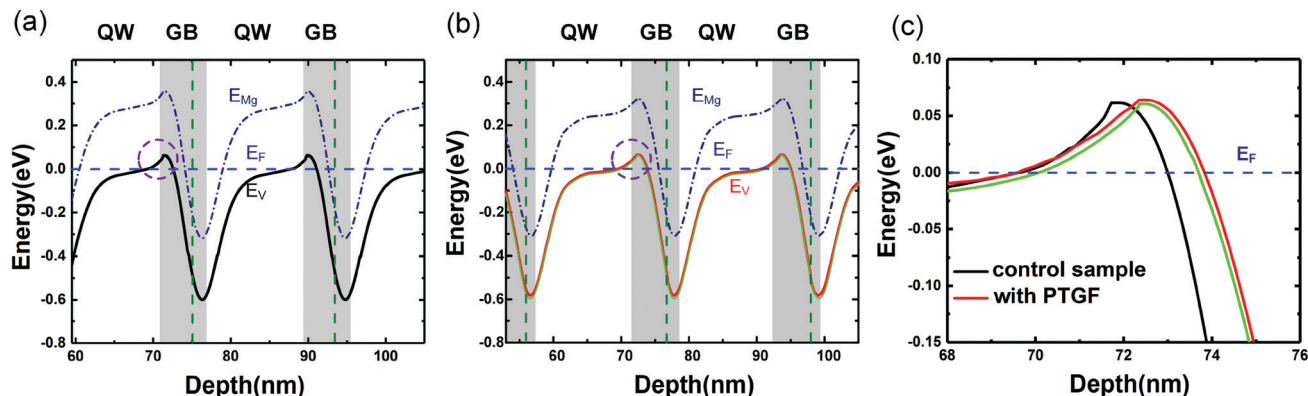 (a)
QW GB QW GB
0.4
0.2
0.0
-0.2
-0.4
-0.6
-0.8
Energy(eV)
E_Mg
E_F
E_V
60 70 80 90 100
Depth(nm)
(b)
QW GB QW GB
0.4
0.2
0.0
-0.2
-0.4
-0.6
-0.8
Energy(eV)
E_Mg
E_F
E_V
60 70 80 90 100
Depth(nm)
(c)
0.10
0.05
0.00
-0.05
-0.10
-0.15
Energy(eV)
E_F
control sample
with PTGF
68 70 72 74 76
Depth(nm)